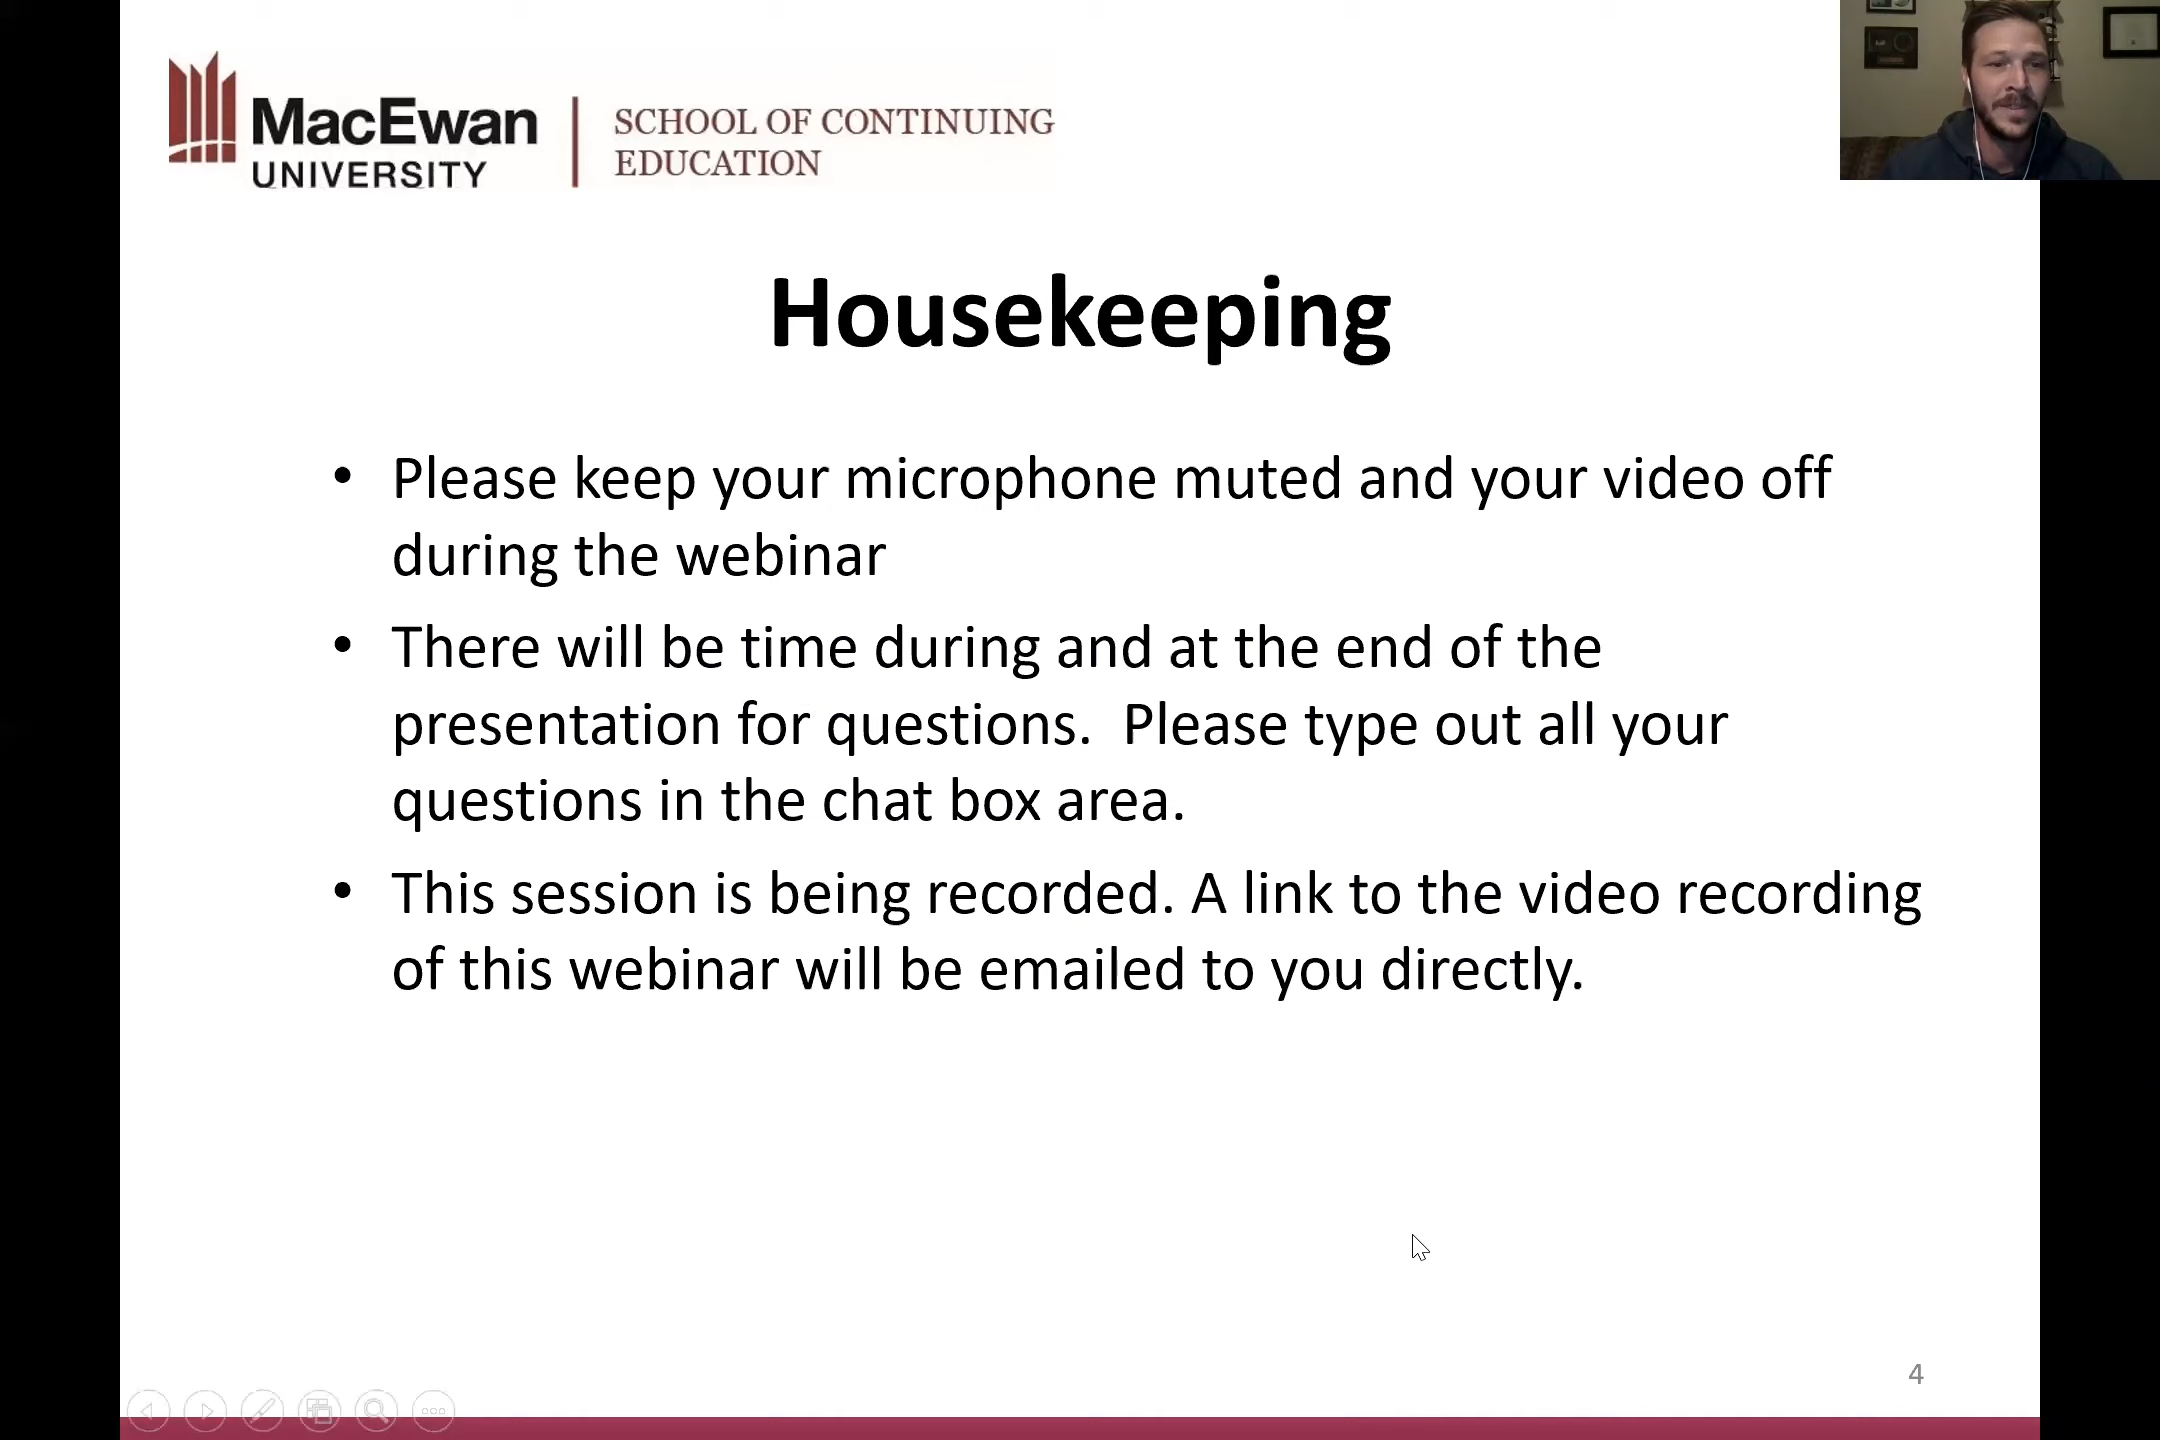 MacEwan
UNIVERSITY
SCHOOL OF CONTINUING
EDUCATION
Housekeeping
• Please keep your microphone muted and your video off
during the webinar
• There will be time during and at the end of the
presentation for questions.  Please type out all your
questions in the chat box area.
• This session is being recorded. A link to the video recording
of this webinar will be emailed to you directly.
4